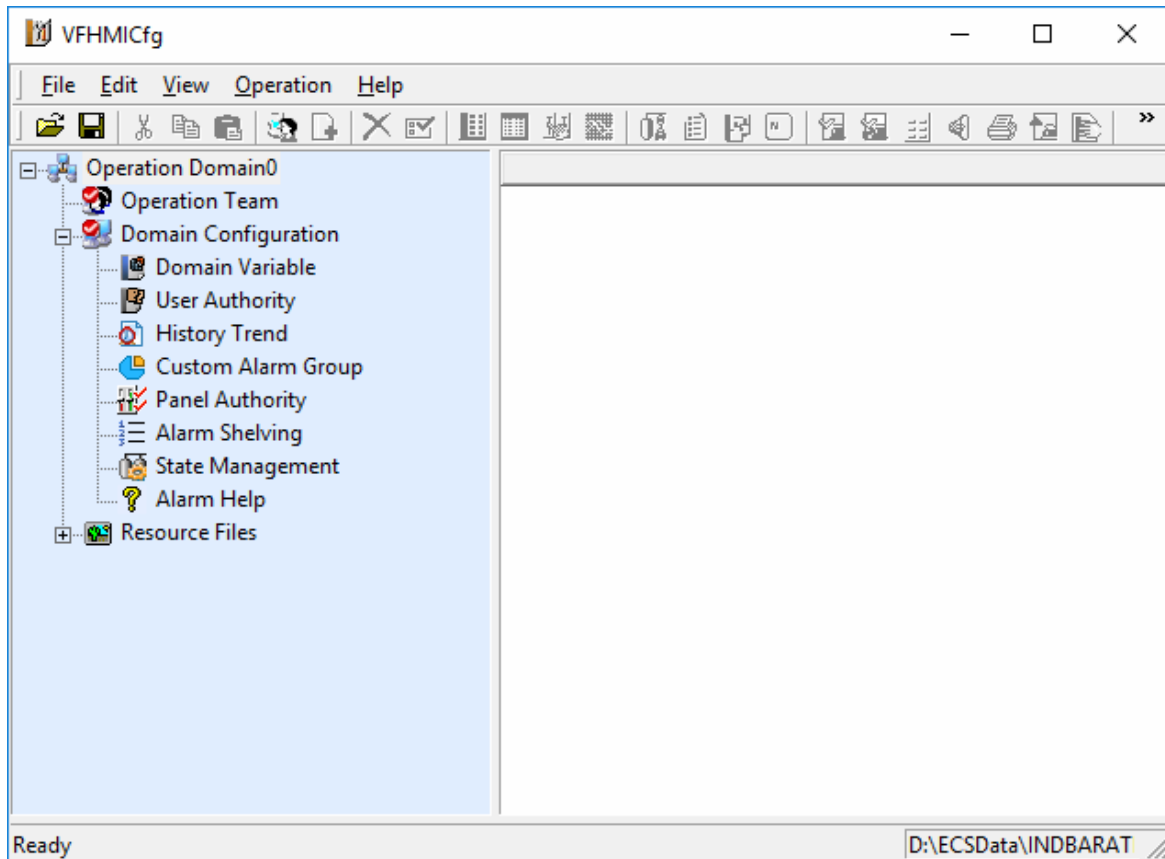 VFHMICfg
File Edit View Operation Help
Operation Domain0
Operation Team
Domain Configuration
Domain Variable
User Authority
History Trend
Custom Alarm Group
Panel Authority
Alarm Shelving
State Management
Alarm Help
Resource Files
Ready D:\ECSData\INDBARAT